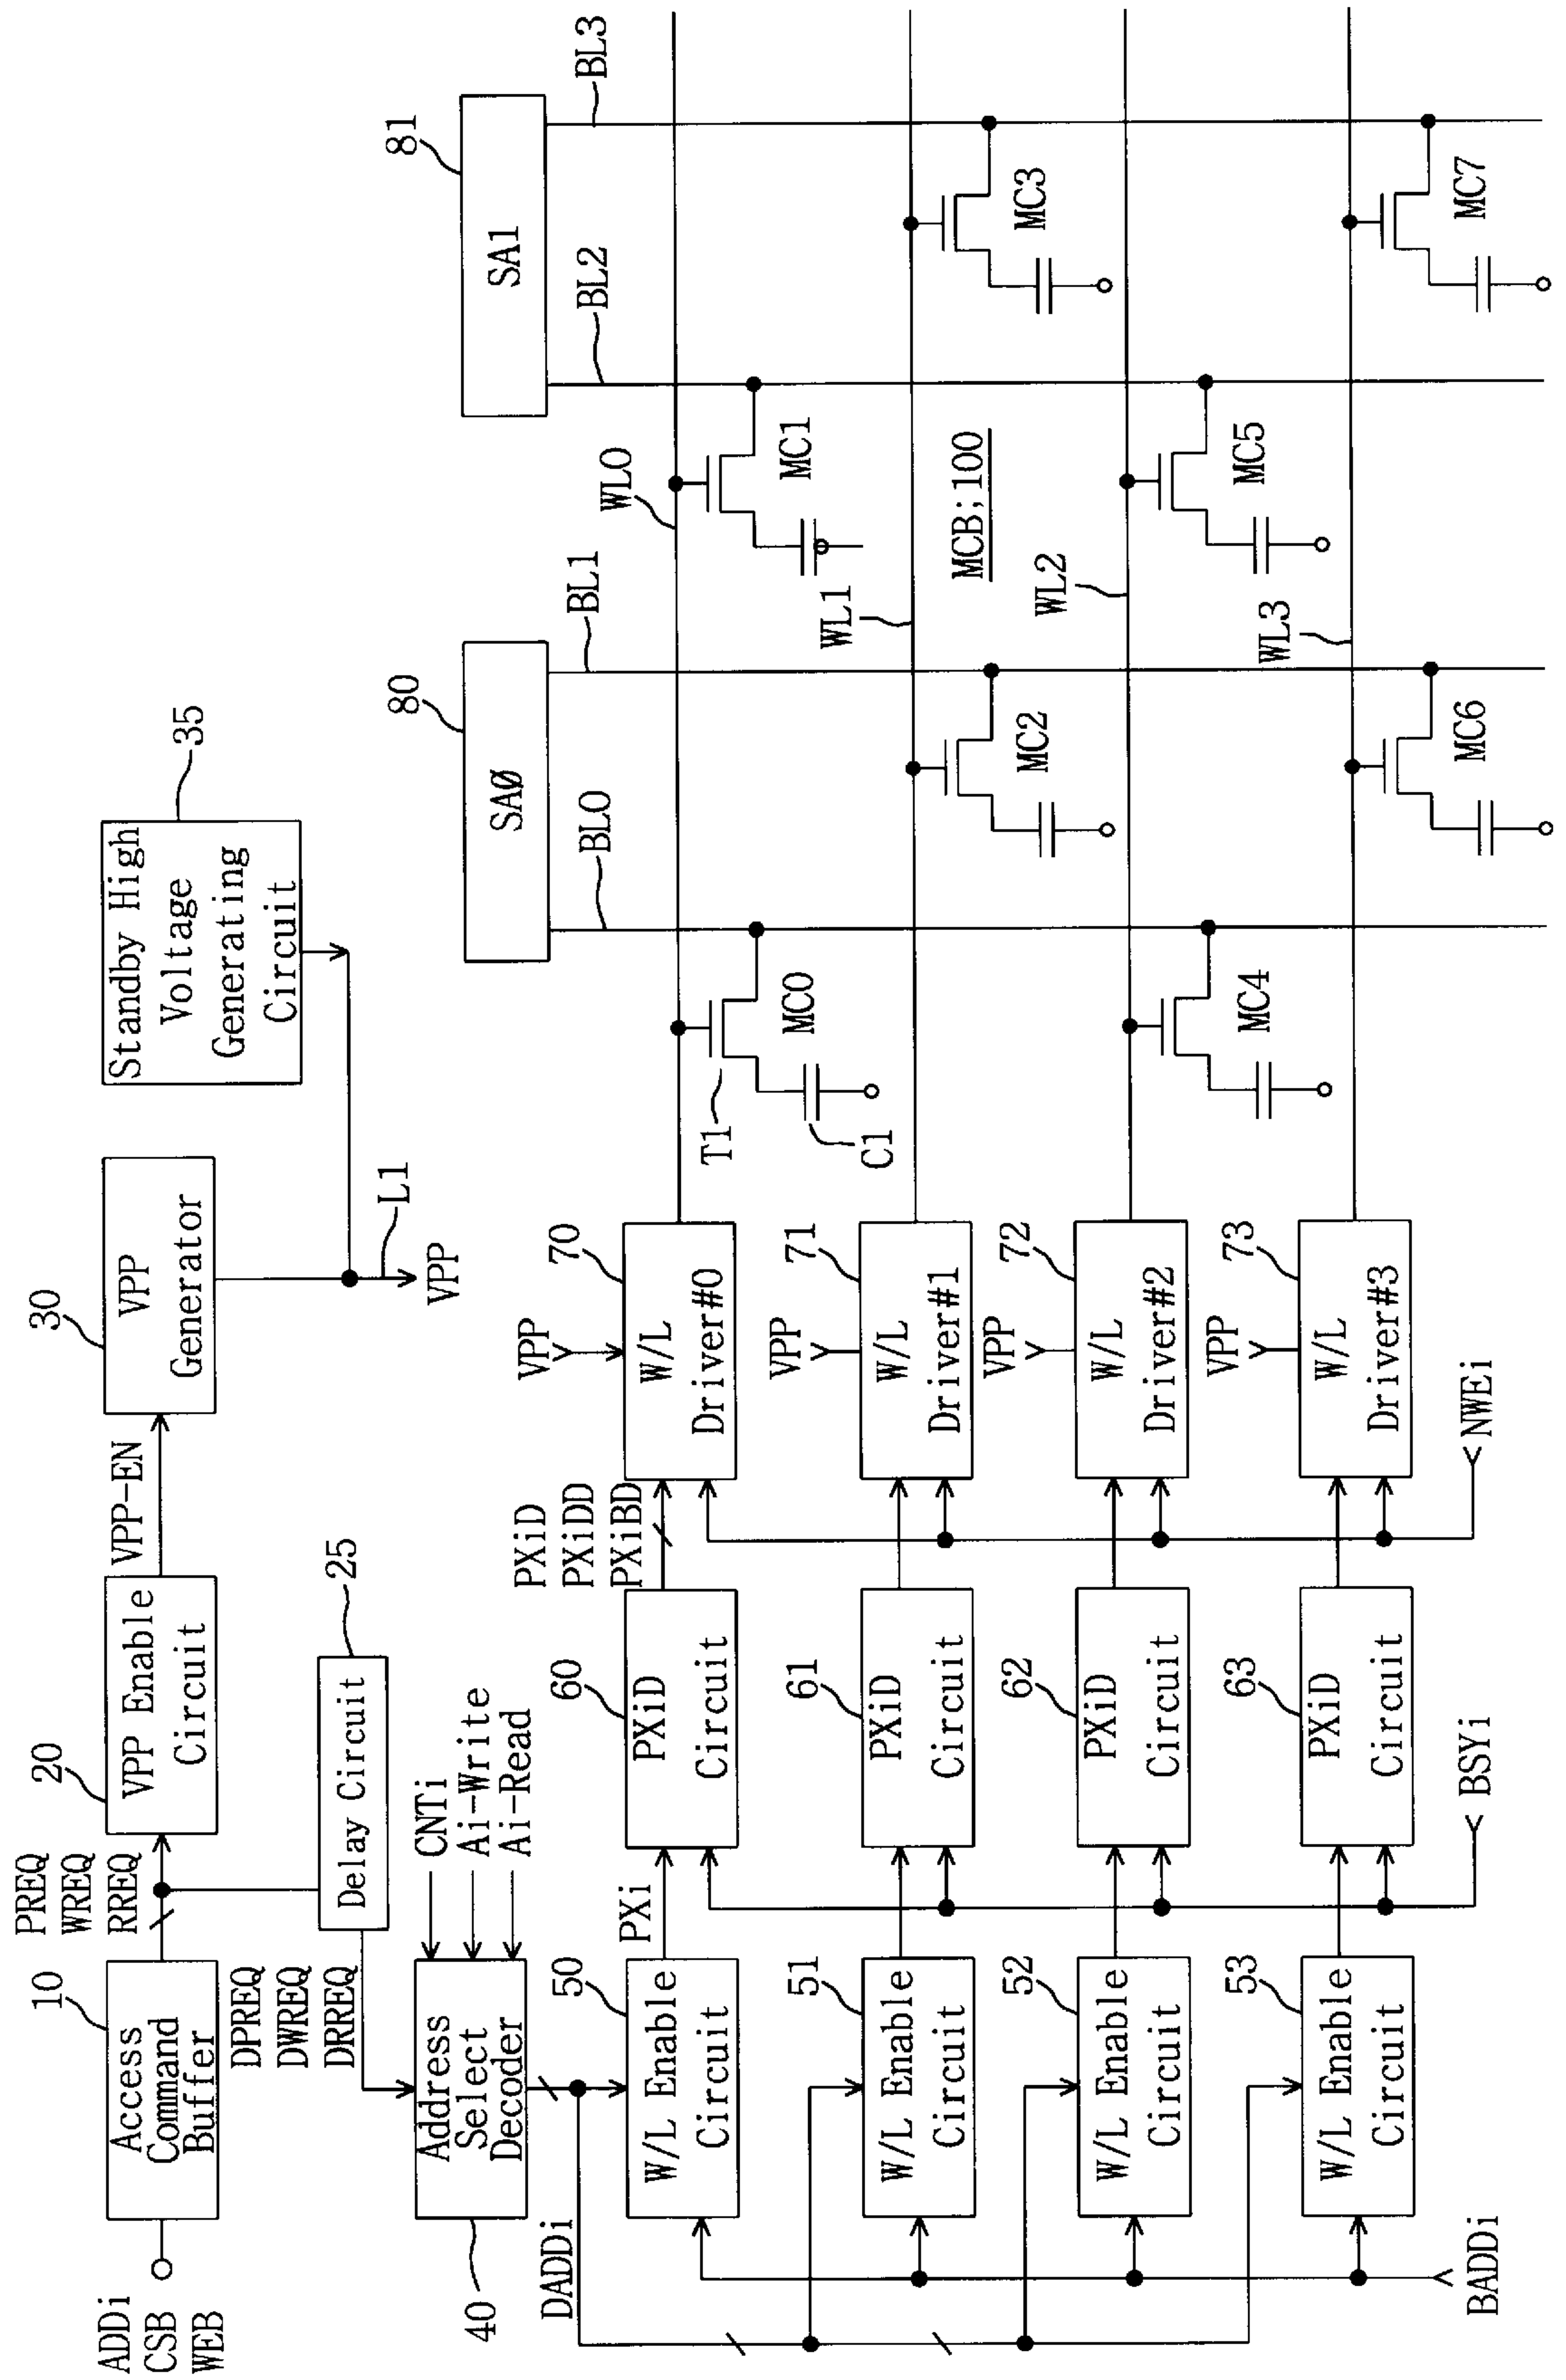 ADDi
CSB
WEB
10
Access
Command
Buffer
PREQ
WREQ
RREQ
20
VPP Enable
Circuit
VPP-EN
30
VPP
Generator
Standby High
Voltage
Generating
Circuit
35
L1
VPP
25
Delay Circuit
DPREQ
DWREQ
DRREQ
CNTi
Ai-Write
Ai-Read
Address
Select
Decoder
40
DADDi
50
W/L Enable
Circuit
PXi
60
PXiD
Circuit
PXiD
PXiDD
PXiBD
VPP
70
W/L
Driver#0
80
SAØ
81
SA1
BL0
BL1
BL2
BL3
WL0
T1
C1
MC0
MC1
51
W/L Enable
Circuit
61
PXiD
Circuit
VPP
71
W/L
Driver#1
WL1
MC2
MC3
MCB;100
52
W/L Enable
Circuit
62
PXiD
Circuit
VPP
72
W/L
Driver#2
WL2
MC4
MC5
53
W/L Enable
Circuit
63
PXiD
Circuit
VPP
73
W/L
Driver#3
WL3
MC6
MC7
BADDi
BSYi
NWEi